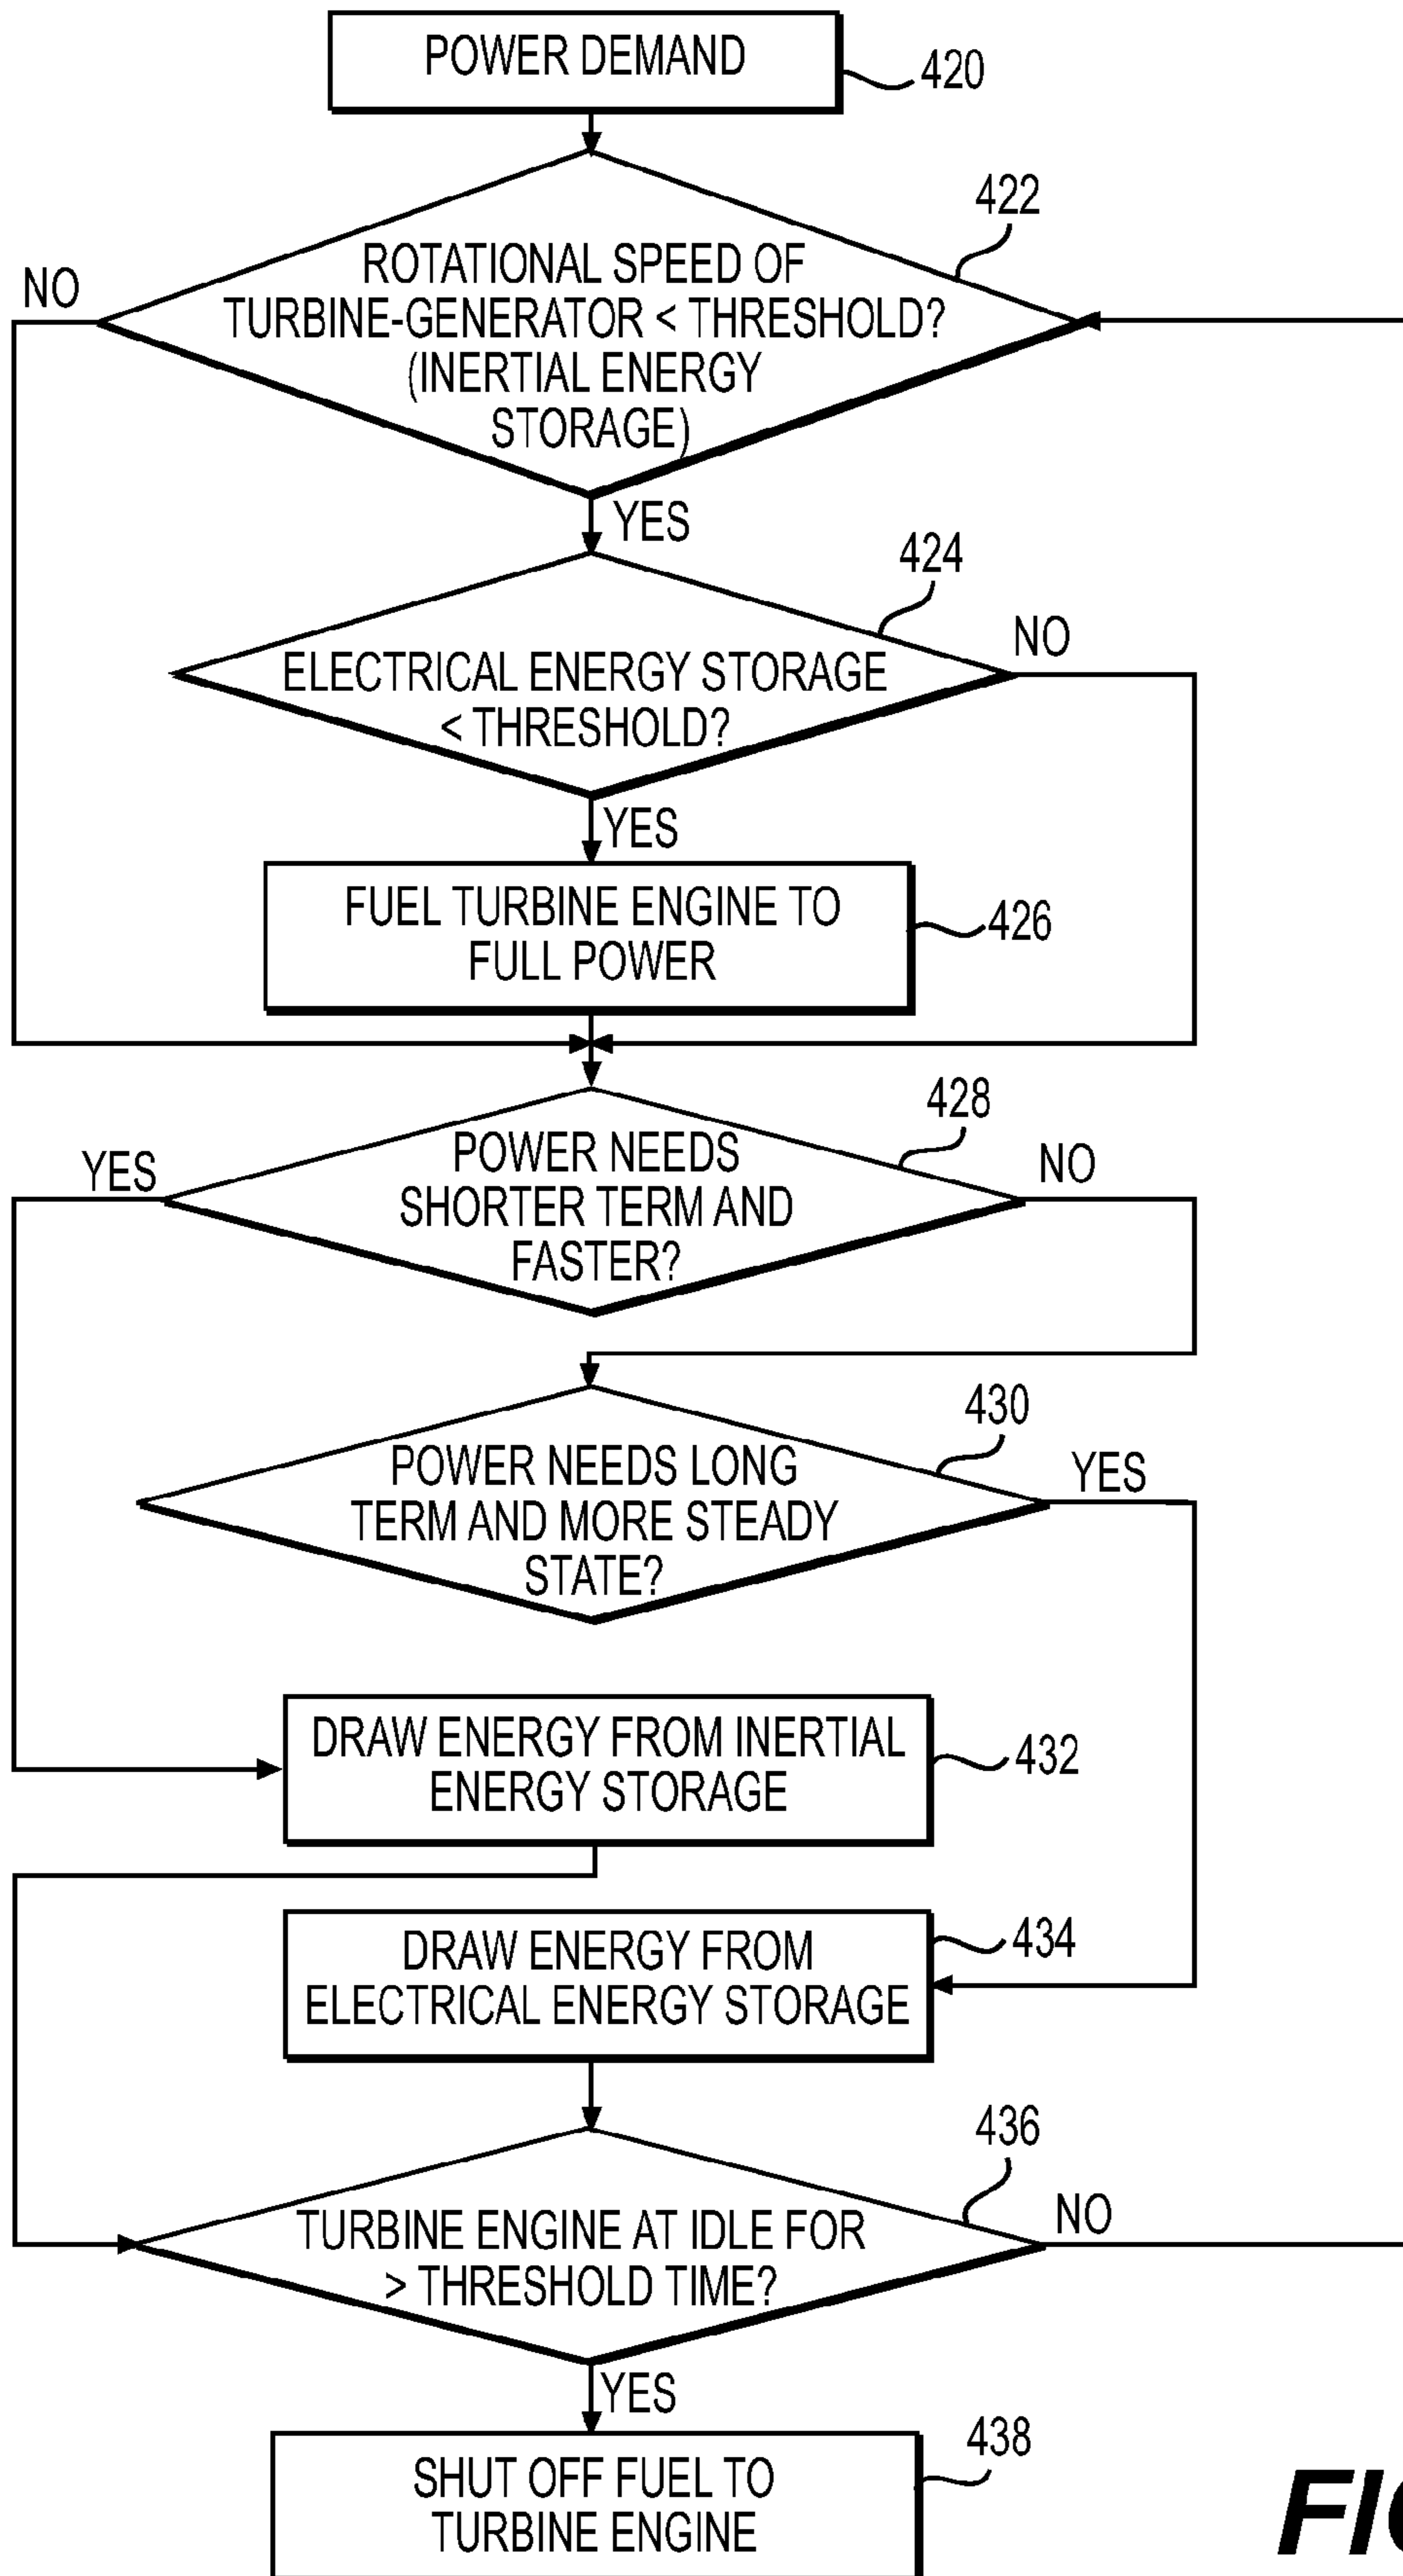 POWER DEMAND
420
422
NO
ROTATIONAL SPEED OF
TURBINE-GENERATOR < THRESHOLD?
(INERTIAL ENERGY
STORAGE)
YES
424
NO
ELECTRICAL ENERGY STORAGE
< THRESHOLD?
YES
FUEL TURBINE ENGINE TO
FULL POWER
426
428
YES
NO
POWER NEEDS
SHORTER TERM AND
FASTER?
430
YES
POWER NEEDS LONG
TERM AND MORE STEADY
STATE?
DRAW ENERGY FROM INERTIAL
ENERGY STORAGE
432
DRAW ENERGY FROM
ELECTRICAL ENERGY STORAGE
434
436
NO
TURBINE ENGINE AT IDLE FOR
> THRESHOLD TIME?
YES
SHUT OFF FUEL TO
TURBINE ENGINE
438